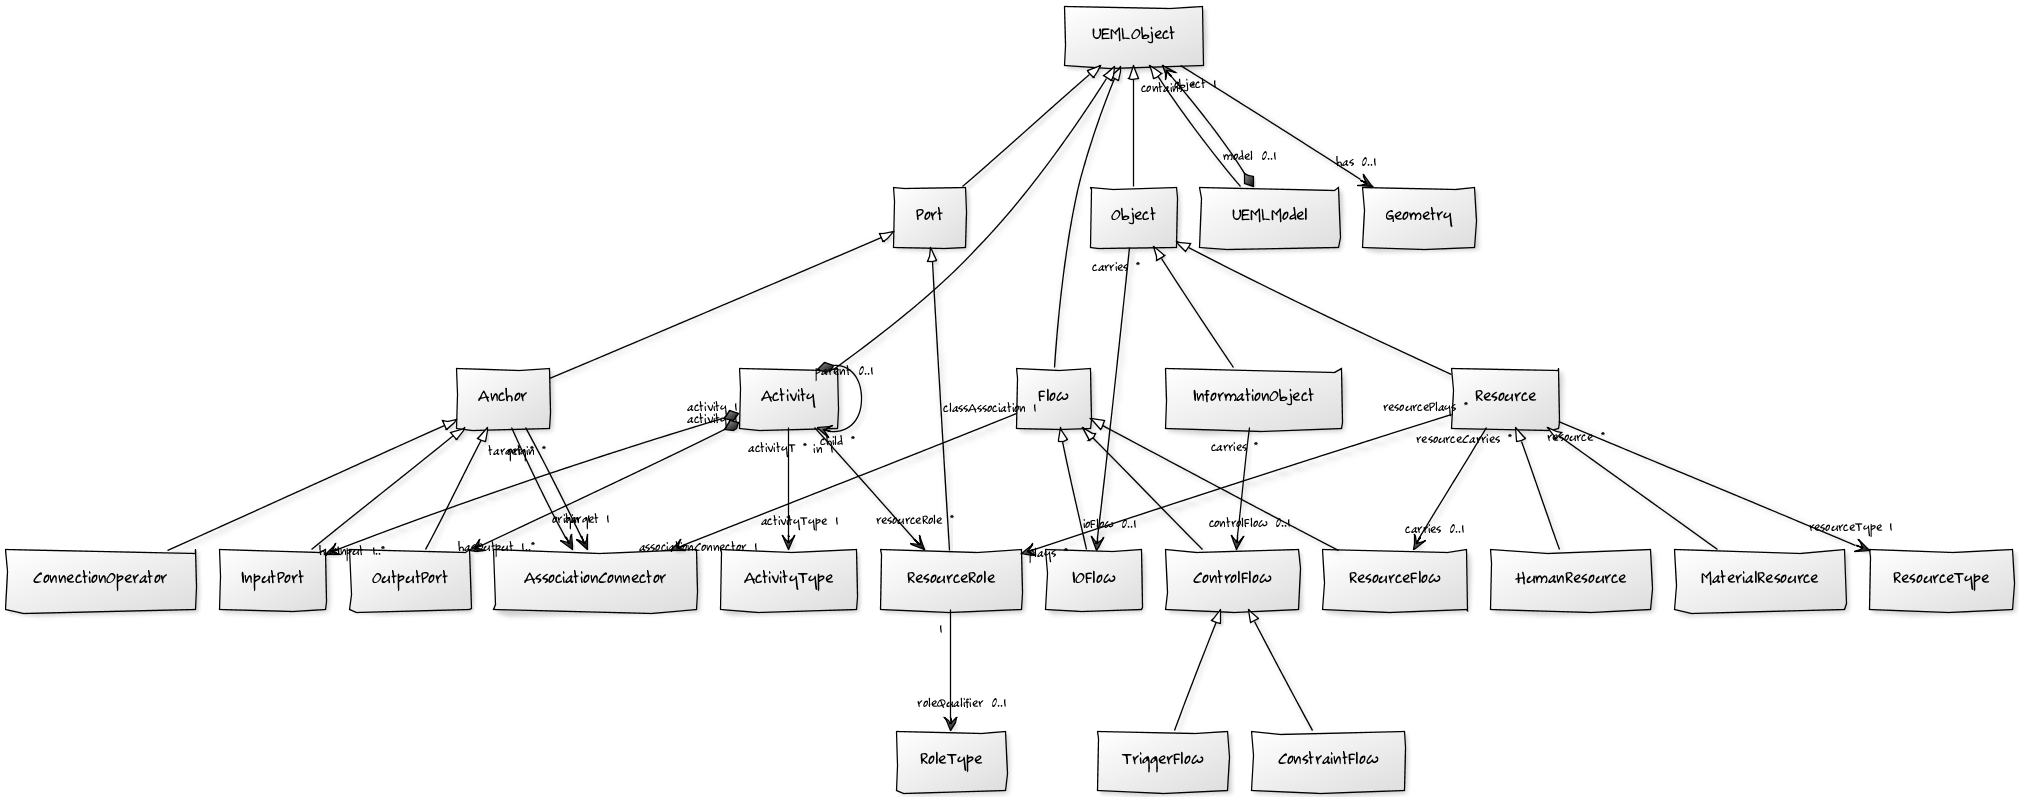 UEMLObject
contains *
object 1
model 0..1
has 0..1
Port
Object
UEMLModel
Geometry
carries *
parent 0..1
Anchor
Activity
Flow
InformationObject
Resource
activity 1
activity 1
classAssociation 1
resourcePlays *
target *
origin *
activityT *
in 1
child *
carries *
resourceCarries *
resource *
origin 1
target 1
activityType 1
resourceRole *
ioFlow 0..1
controlFlow 0..1
carries 0..1
resourceType 1
hasInput 1..*
hasOutput 1..*
associationConnector 1
plays *
ConnectionOperator
InputPort
OutputPort
AssociationConnector
ActivityType
ResourceRole
IOFlow
ControlFlow
ResourceFlow
HumanResource
MaterialResource
ResourceType
1
roleQualifier 0..1
RoleType
TriggerFlow
ConstraintFlow